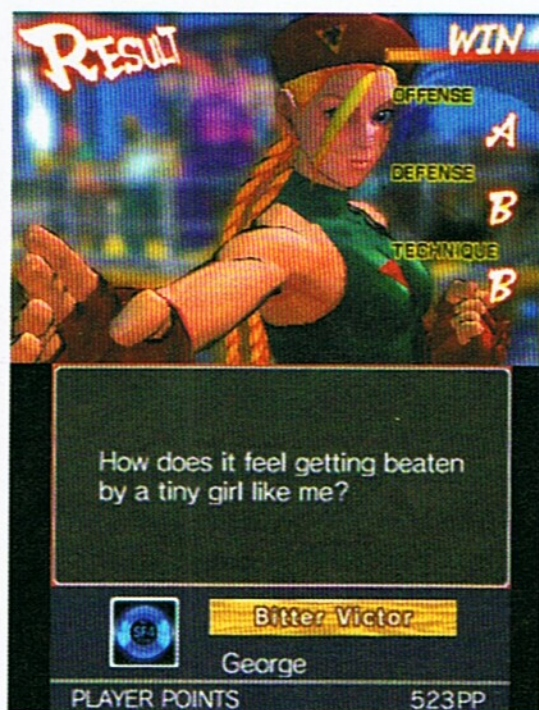 RESULT
WIN
OFFENSE
A
DEFENSE
B
TECHNIQUE
B
How does it feel getting beaten
by a tiny girl like me?
SF4
Bitter Victor
George
PLAYER POINTS 523PP